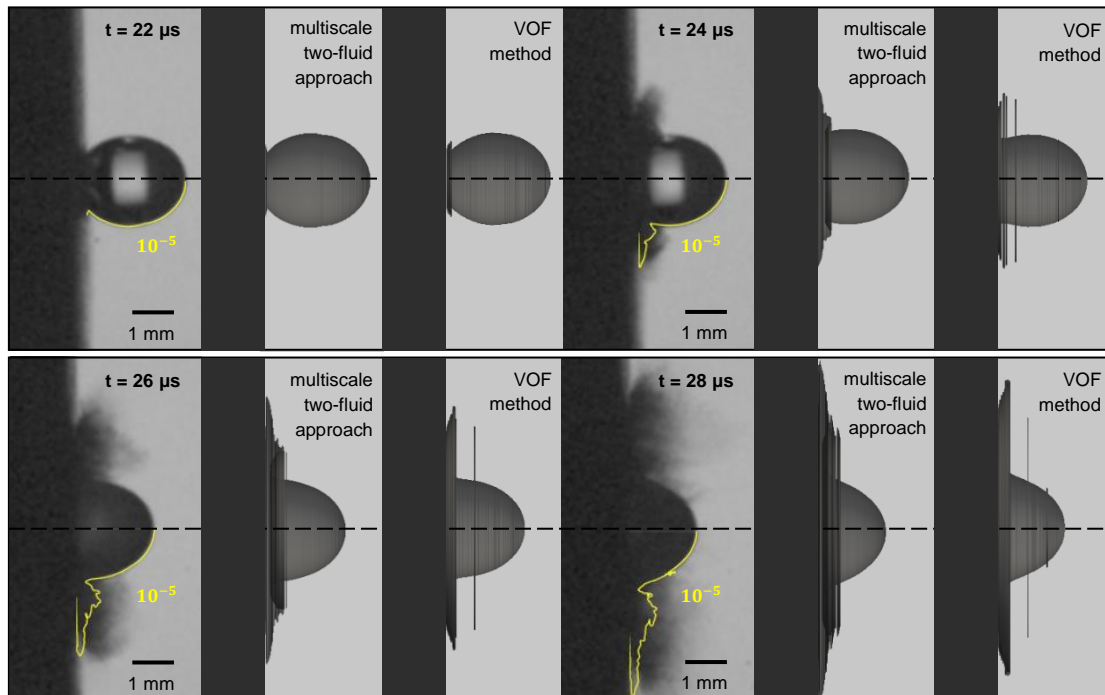 t = 22 µs
multiscale
two-fluid
approach
VOF
method
10⁻⁵
1 mm
t = 24 µs
multiscale
two-fluid
approach
VOF
method
10⁻⁵
1 mm
t = 26 µs
multiscale
two-fluid
approach
VOF
method
10⁻⁵
1 mm
t = 28 µs
multiscale
two-fluid
approach
VOF
method
10⁻⁵
1 mm